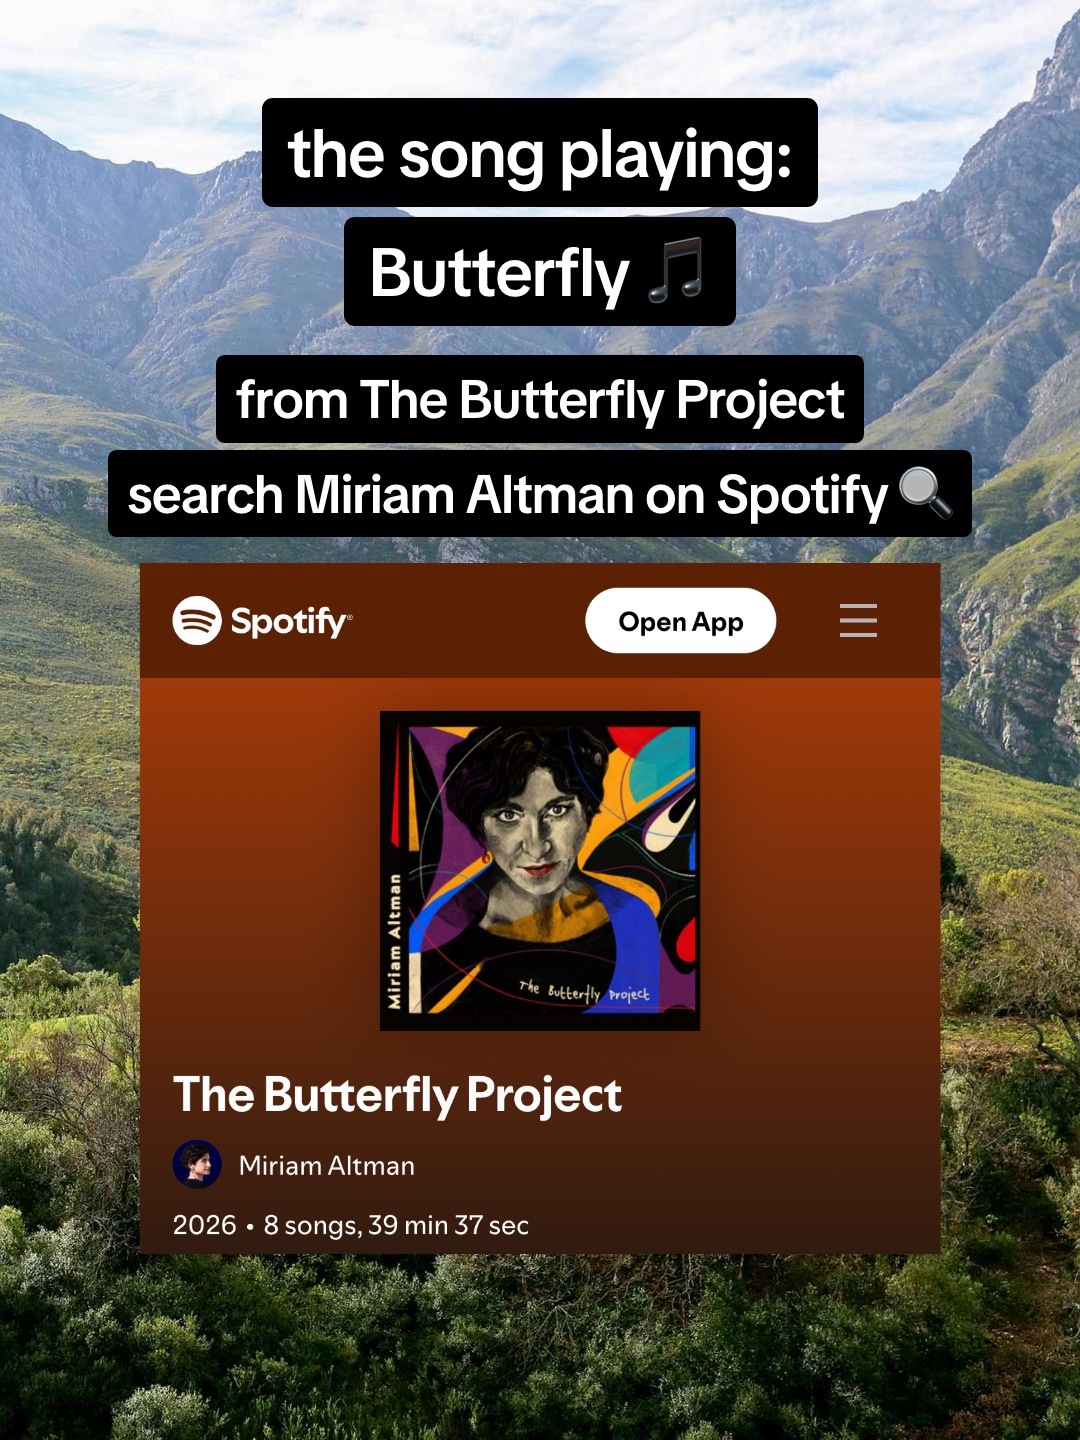 the song playing:
Butterfly 🎵
from The Butterfly Project
search Miriam Altman on Spotify 🔍
Spotify®
Open App
Miriam Altman
The Butterfly Project
The Butterfly Project
Miriam Altman
2026 • 8 songs, 39 min 37 sec